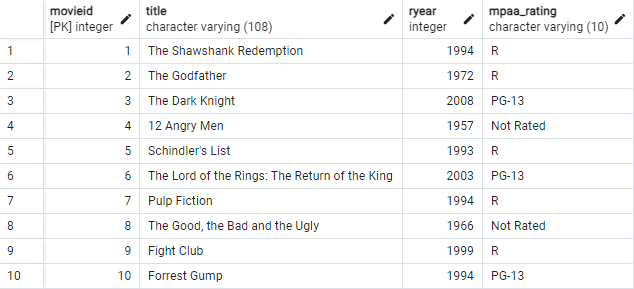 movieid title ryear mpaa_rating
[PK] integer character varying (108) integer character varying (10)
1 1 The Shawshank Redemption 1994 R
2 2 The Godfather 1972 R
3 3 The Dark Knight 2008 PG-13
4 4 12 Angry Men 1957 Not Rated
5 5 Schindler's List 1993 R
6 6 The Lord of the Rings: The Return of the King 2003 PG-13
7 7 Pulp Fiction 1994 R
8 8 The Good, the Bad and the Ugly 1966 Not Rated
9 9 Fight Club 1999 R
10 10 Forrest Gump 1994 PG-13